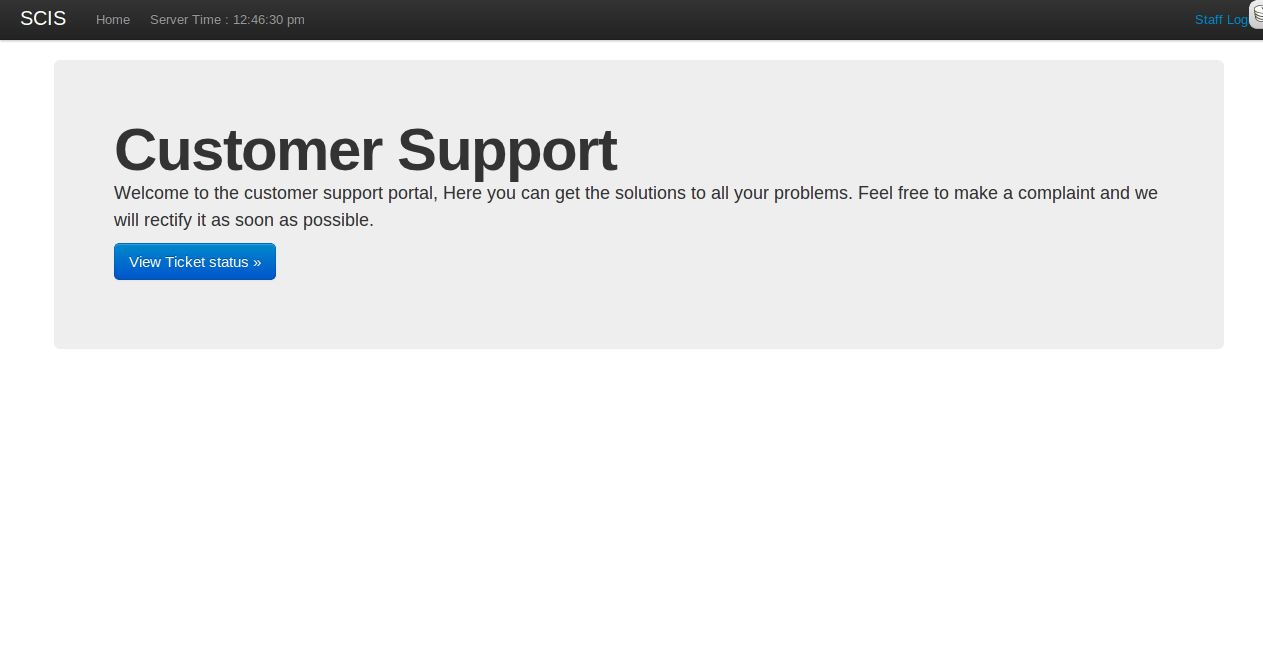 SCIS Home Server Time : 12:46:30 pm Staff Log
Customer Support
Welcome to the customer support portal, Here you can get the solutions to all your problems. Feel free to make a complaint and we
will rectify it as soon as possible.
View Ticket status »